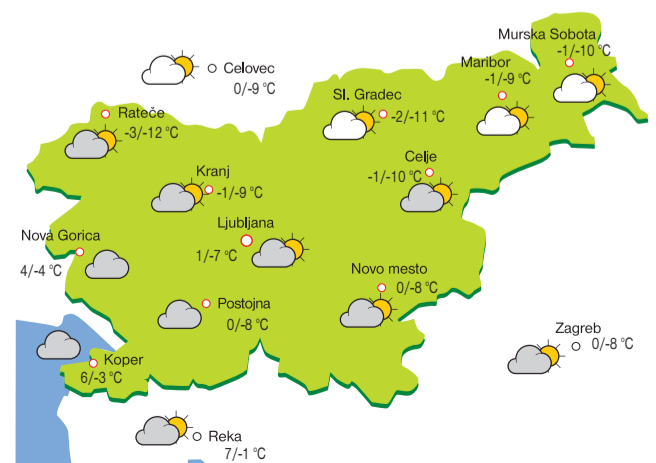 Murska Sobota
-1/-10 °C
Celovec
0/-9 °C
Maribor
-1/-9 °C
Sl. Gradec
-2/-11 °C
Rateče
-3/-12 °C
Celje
-1/-10 °C
Kranj
-1/-9 °C
Ljubljana
1/-7 °C
Nova Gorica
4/-4 °C
Novo mesto
0/-8 °C
Postojna
0/-8 °C
Zagreb
0/-8 °C
Koper
6/-3 °C
Reka
7/-1 °C